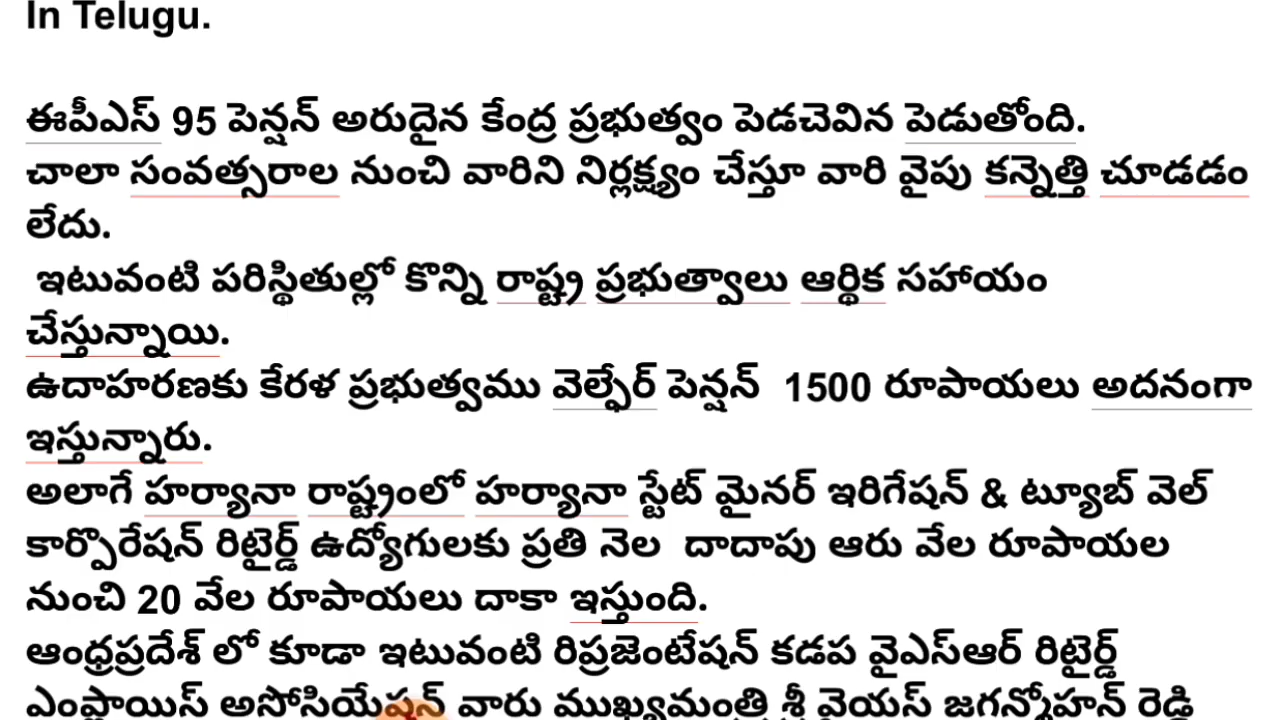 In Telugu.
ఈపీఎస్ 95 పెన్షన్ అరుదైన కేంద్ర ప్రభుత్వం పెడచెవిన పెడుతోంది.
చాలా సంవత్సరాల నుంచి వారిని నిర్లక్ష్యం చేస్తూ వారి వైపు కన్నెత్తి చూడడం
లేదు.
ఇటువంటి పరిస్థితుల్లో కొన్ని రాష్ట్ర ప్రభుత్వాలు ఆర్థిక సహాయం
చేస్తున్నాయి.
ఉదాహరణకు కేరళ ప్రభుత్వము వెల్ఫేర్ పెన్షన్ 1500 రూపాయలు అదనంగా
ఇస్తున్నారు.
అలాగే హర్యానా రాష్ట్రంలో హర్యానా స్టేట్ మైనర్ ఇరిగేషన్ & ట్యూబ్ వెల్
కార్పొరేషన్ రిటైర్డ్ ఉద్యోగులకు ప్రతి నెల దాదాపు ఆరు వేల రూపాయల
నుంచి 20 వేల రూపాయలు దాకా ఇస్తుంది.
ఆంధ్రప్రదేశ్ లో కూడా ఇటువంటి రిప్రజెంటేషన్ కడప వైఎస్ఆర్ రిటైర్డ్
ఎంప్లాయిస్ అసోసియేషన్ వారు ముఖ్యమంత్రి శ్రీ వైయస్ జగన్మోహన్ రెడ్డి